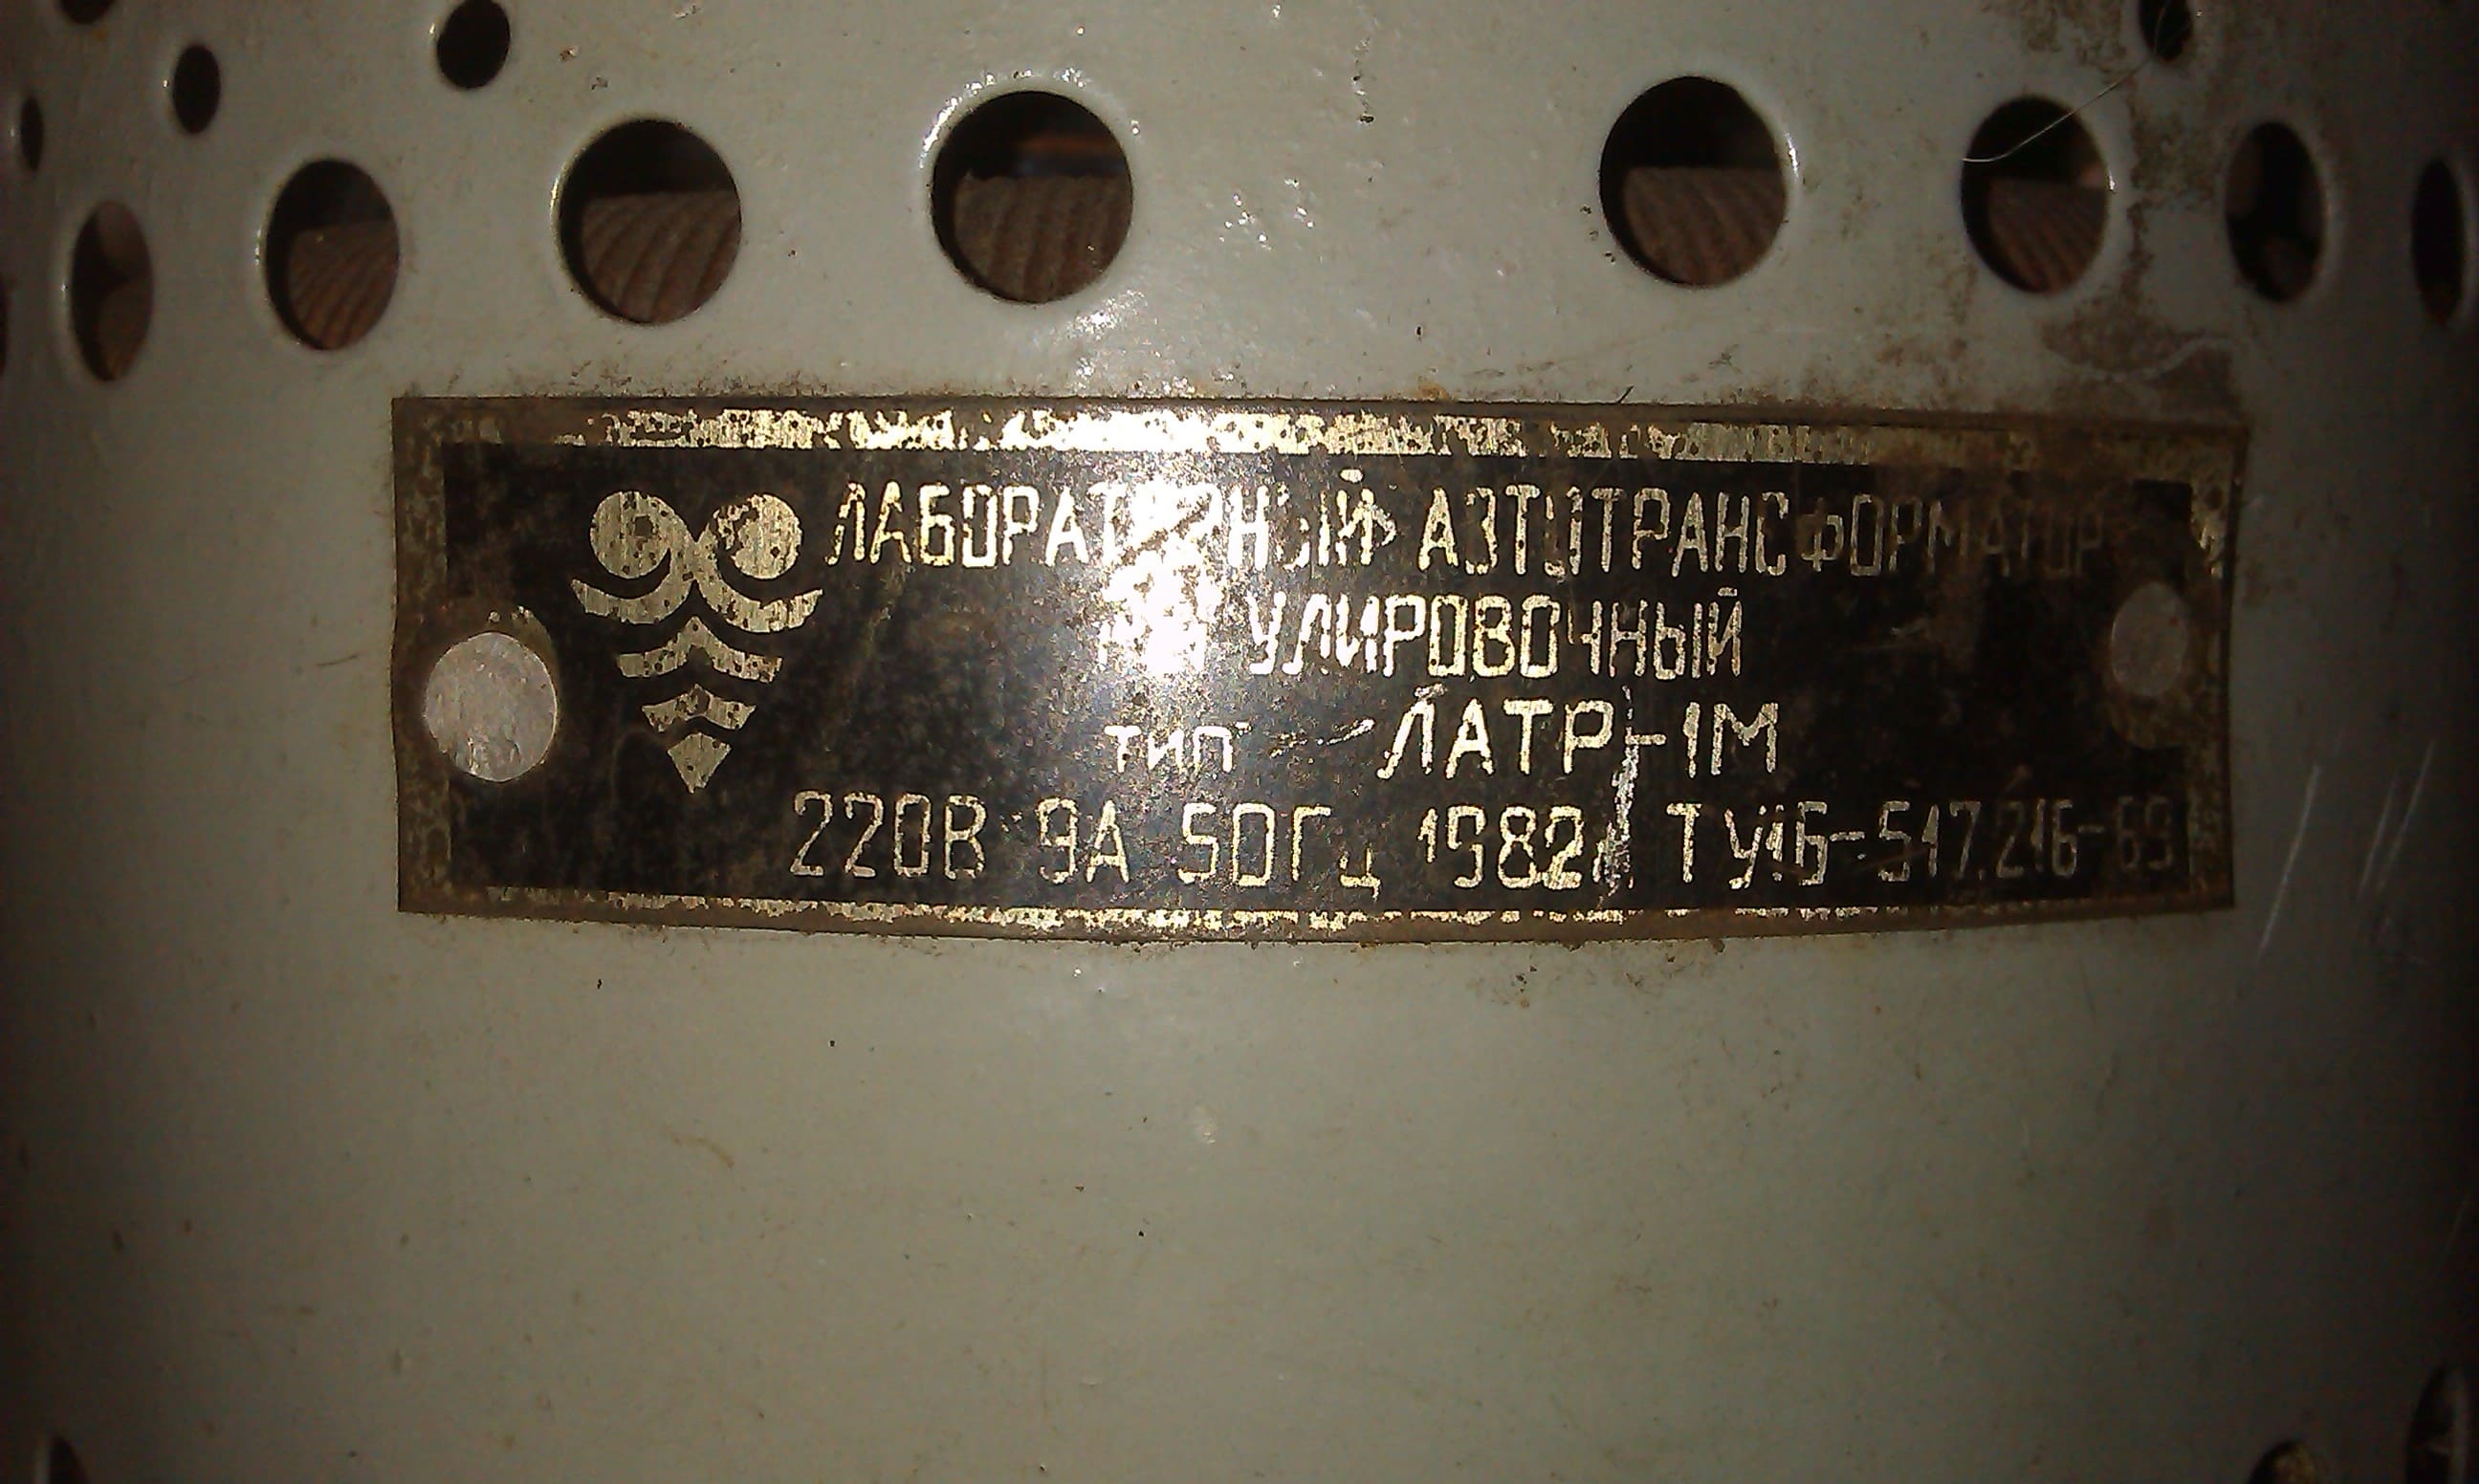 ЛАБОРАТОРНЫЙ АВТОТРАНСФОРМАТОР
РЕГУЛИРОВОЧНЫЙ
тип ЛАТР-1М
220В 9А 50Гц 1982г. ТУ16-517.216-69